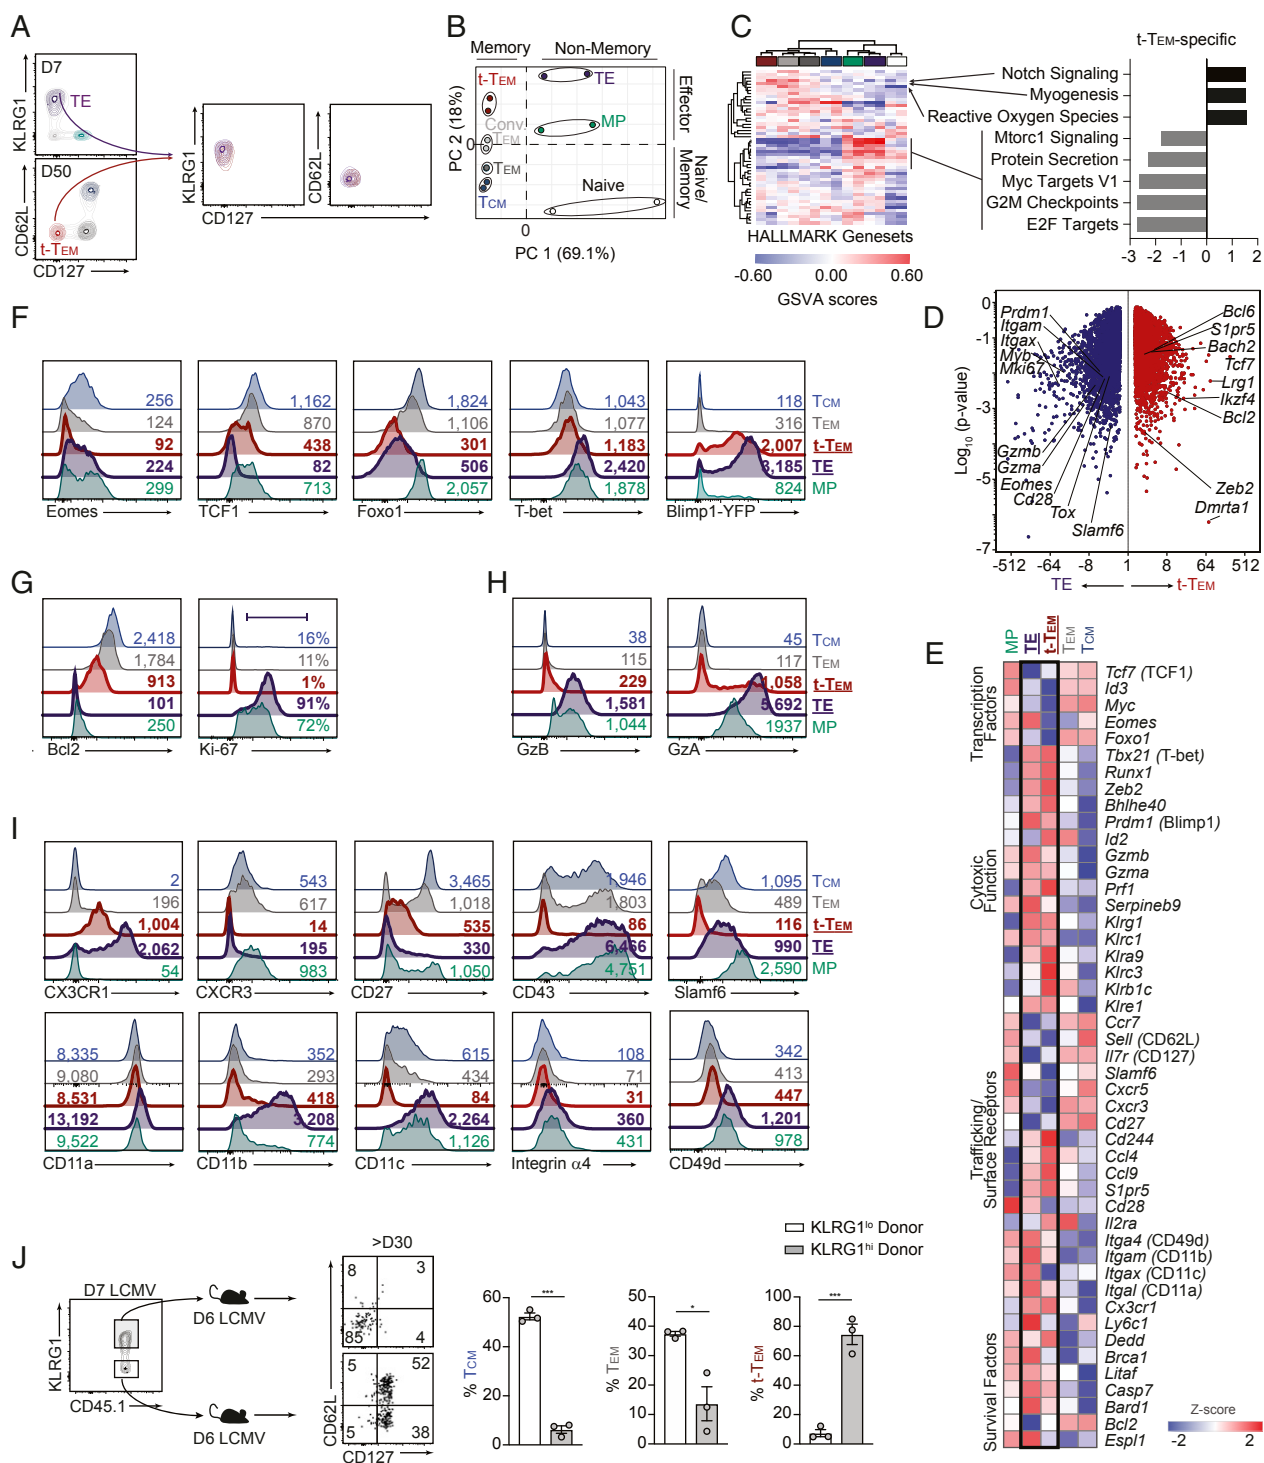 A
D7
KLRG1
TE
D50
CD62L
t-TEM
CD127
KLRG1
CD62L
CD127
B
Memory
Non-Memory
t-TEM
TE
Conv.
TEM
MP
TEM
TCM
Naive
PC 2 (18%)
0
Effector
Naive/
Memory
0
PC 1 (69.1%)
C
HALLMARK Genesets
-0.60
0.00
0.60
GSVA scores
t-TEM-specific
Notch Signaling
Myogenesis
Reactive Oxygen Species
Mtorc1 Signaling
Protein Secretion
Myc Targets V1
G2M Checkpoints
E2F Targets
-3 -2 -1 0 1 2
D
Log10 (p-value)
0
-1
-3
-5
-7
Prdm1
Itgam
Itgax
Myb
Mki67
Gzmb
Gzma
Eomes
Cd28
Tox
Slamf6
Bcl6
S1pr5
Bach2
Tcf7
Lrg1
Ikzf4
Bcl2
Zeb2
Dmrta1
-512 -64 -8 1 8 64 512
TE
t-TEM
F
256
124
92
224
299
Eomes
1,162
870
438
82
713
TCF1
1,824
1,106
301
506
2,057
Foxo1
1,043
1,077
1,183
2,420
1,878
T-bet
118
316
2,007
3,185
824
Blimp1-YFP
TCM
TEM
t-TEM
TE
MP
G
2,418
1,784
913
101
250
Bcl2
16%
11%
1%
91%
72%
Ki-67
H
38
115
229
1,581
1,044
GzB
45
117
1,058
5,692
1937
GzA
TCM
TEM
t-TEM
TE
MP
I
2
196
1,004
2,062
54
CX3CR1
543
617
14
195
983
CXCR3
3,465
1,018
535
330
1,050
CD27
1,946
1,803
86
6,466
4,751
CD43
1,095
489
116
990
2,590
Slamf6
TCM
TEM
t-TEM
TE
MP
8,335
9,080
8,531
13,192
9,522
CD11a
352
293
418
3,208
774
CD11b
615
434
84
2,264
1,126
CD11c
108
71
31
360
431
Integrin α4
342
413
447
1,201
978
CD49d
E
MP
TE
t-TEM
TEM
TCM
Transcription
Factors
Cytoxic
Function
Trafficking/
Surface Receptors
Survival Factors
Tcf7 (TCF1)
Id3
Myc
Eomes
Foxo1
Tbx21 (T-bet)
Runx1
Zeb2
Bhlhe40
Prdm1 (Blimp1)
Id2
Gzmb
Gzma
Prf1
Serpineb9
Klrg1
Klrc1
Klra9
Klrc3
Klrb1c
Klre1
Ccr7
Sell (CD62L)
Il7r (CD127)
Slamf6
Cxcr5
Cxcr3
Cd27
Cd244
Ccl4
Ccl9
S1pr5
Cd28
Il2ra
Itga4 (CD49d)
Itgam (CD11b)
Itgax (CD11c)
Itgal (CD11a)
Cx3cr1
Ly6c1
Dedd
Brca1
Litaf
Casp7
Bard1
Bcl2
Espl1
Z-score
-2
2
J
D7 LCMV
KLRG1
CD45.1
D6 LCMV
D6 LCMV
>D30
8
3
85
4
5
52
5
38
CD62L
CD127
KLRG1lo Donor
KLRG1hi Donor
% TCM
60
40
20
0
***
% TEM
50
40
30
20
10
0
*
% t-TEM
100
80
60
40
20
0
***